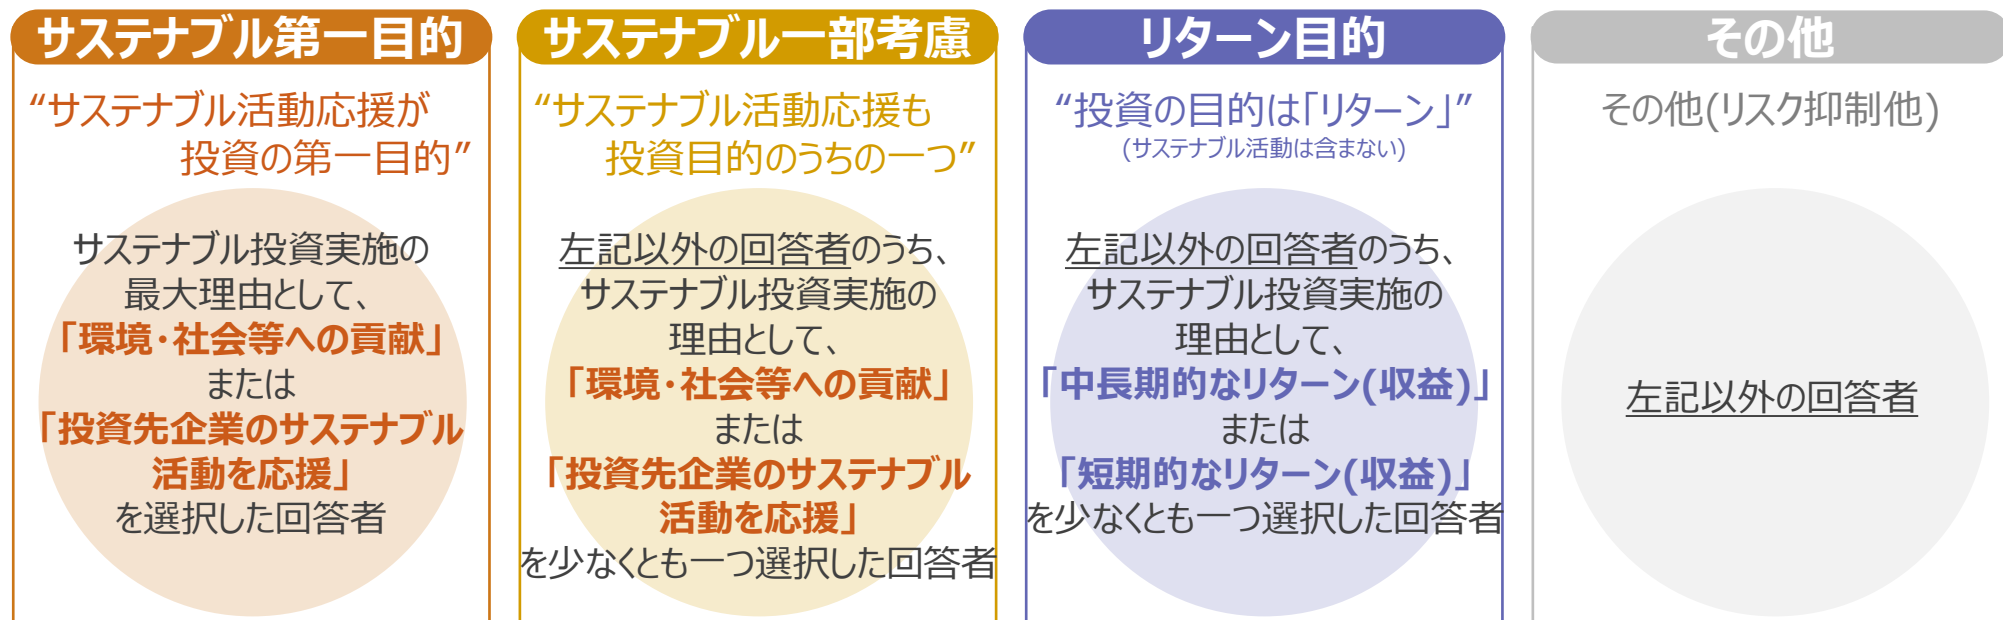 サステナブル第一目的
“サステナブル活動応援が
投資の第一目的”
サステナブル投資実施の
最大理由として、
「環境・社会等への貢献」
または
「投資先企業のサステナブル
活動を応援」
を選択した回答者
サステナブル一部考慮
“サステナブル活動応援も
投資目的のうちの一つ”
左記以外の回答者のうち、
サステナブル投資実施の
理由として、
「環境・社会等への貢献」
または
「投資先企業のサステナブル
活動を応援」
を少なくとも一つ選択した回答者
リターン目的
“投資の目的は「リターン」”
(サステナブル活動は含まない)
左記以外の回答者のうち、
サステナブル投資実施の
理由として、
「中長期的なリターン(収益)」
または
「短期的なリターン(収益)」
を少なくとも一つ選択した回答者
その他
その他(リスク抑制他)
左記以外の回答者